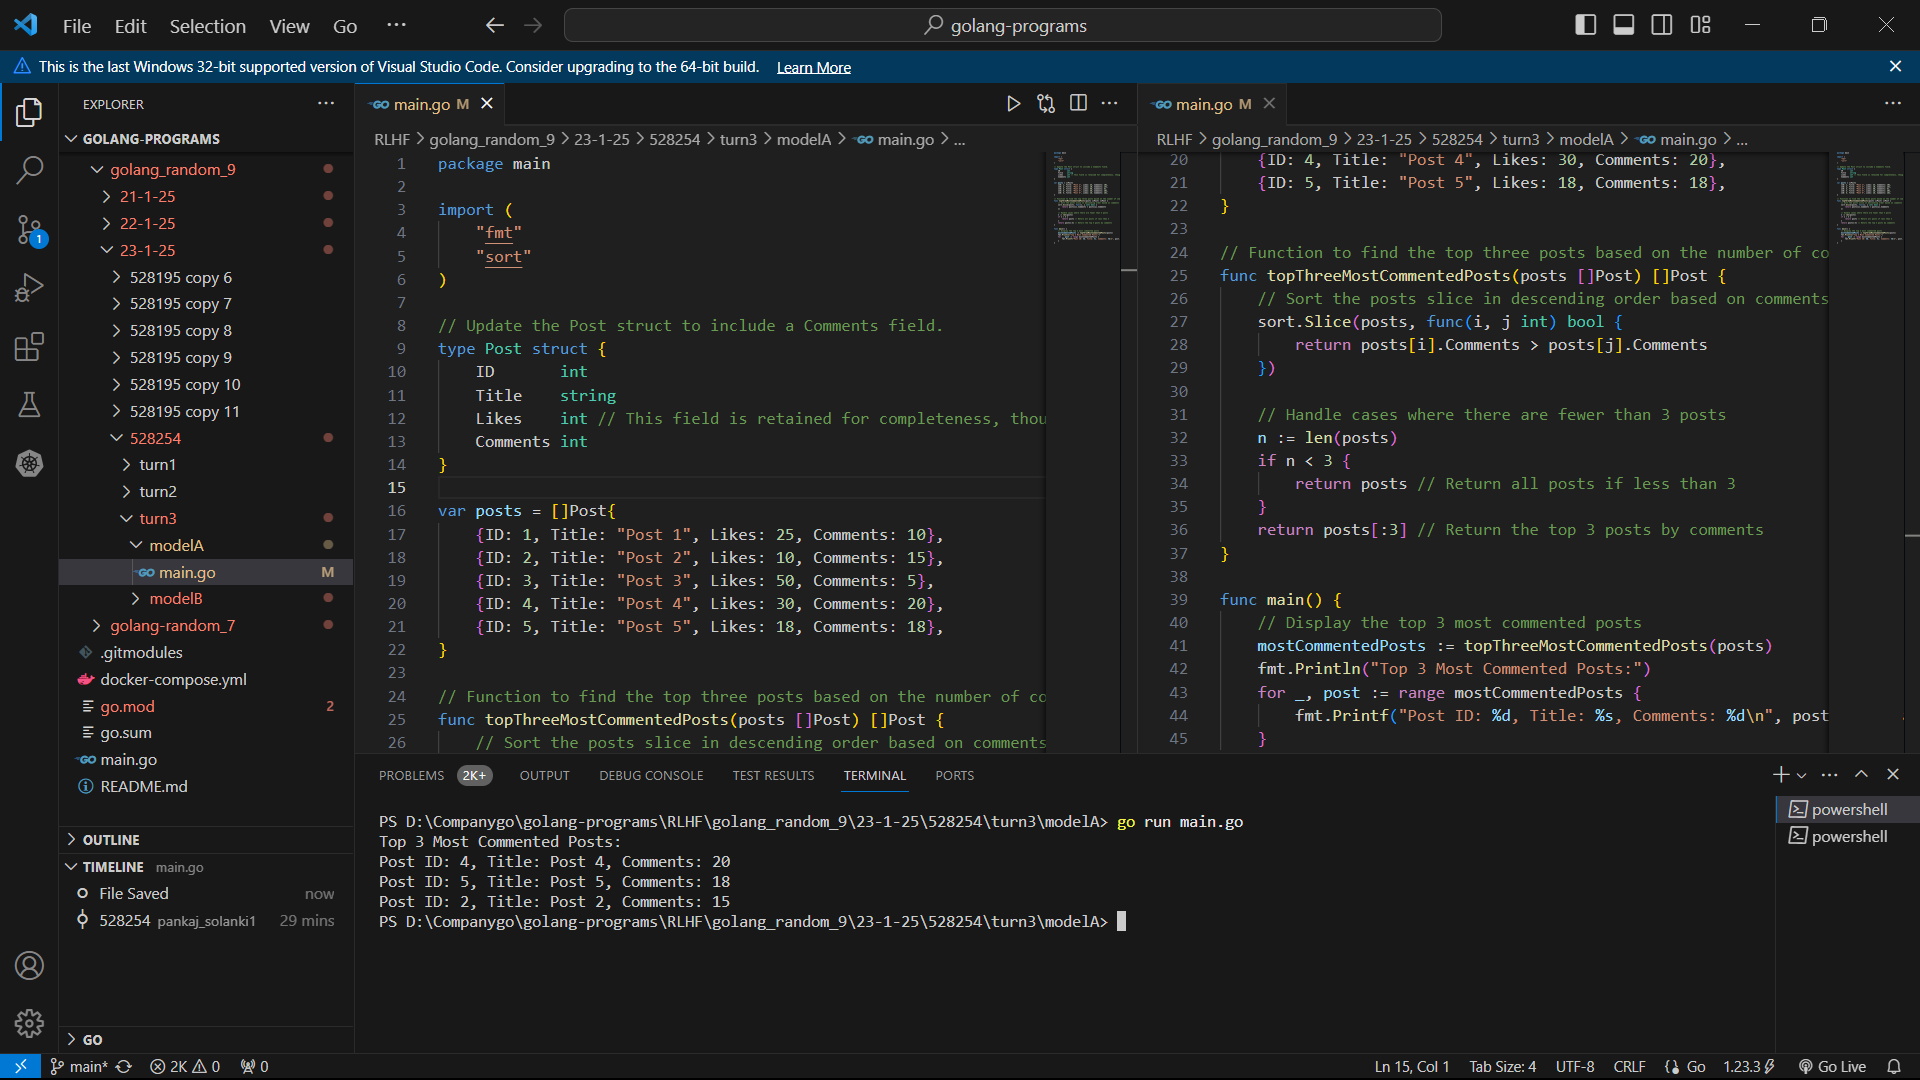 File Edit Selection View Go ··· golang-programs
This is the last Windows 32-bit supported version of Visual Studio Code. Consider upgrading to the 64-bit build. Learn More
EXPLORER
GOLANG-PROGRAMS
golang_random_9
21-1-25
22-1-25
23-1-25
528195 copy 6
528195 copy 7
528195 copy 8
528195 copy 9
528195 copy 10
528195 copy 11
528254
turn1
turn2
turn3
modelA
main.go M
modelB
golang-random_7
.gitmodules
docker-compose.yml
go.mod 2
go.sum
main.go
README.md
OUTLINE
TIMELINE main.go
File Saved now
528254 pankaj_solanki1 29 mins
GO
main.go M
RLHF > golang_random_9 > 23-1-25 > 528254 > turn3 > modelA > main.go > ...
1 package main
2
3 import (
4 "fmt"
5 "sort"
6 )
7
8 // Update the Post struct to include a Comments field.
9 type Post struct {
10 ID int
11 Title string
12 Likes int // This field is retained for completeness, thou
13 Comments int
14 }
15
16 var posts = []Post{
17 {ID: 1, Title: "Post 1", Likes: 25, Comments: 10},
18 {ID: 2, Title: "Post 2", Likes: 10, Comments: 15},
19 {ID: 3, Title: "Post 3", Likes: 50, Comments: 5},
20 {ID: 4, Title: "Post 4", Likes: 30, Comments: 20},
21 {ID: 5, Title: "Post 5", Likes: 18, Comments: 18},
22 }
23
24 // Function to find the top three posts based on the number of co
25 func topThreeMostCommentedPosts(posts []Post) []Post {
26 // Sort the posts slice in descending order based on comments
main.go M
RLHF > golang_random_9 > 23-1-25 > 528254 > turn3 > modelA > main.go > ...
20 {ID: 4, Title: "Post 4", Likes: 30, Comments: 20},
21 {ID: 5, Title: "Post 5", Likes: 18, Comments: 18},
22 }
23
24 // Function to find the top three posts based on the number of co
25 func topThreeMostCommentedPosts(posts []Post) []Post {
26 // Sort the posts slice in descending order based on comments
27 sort.Slice(posts, func(i, j int) bool {
28 return posts[i].Comments > posts[j].Comments
29 })
30
31 // Handle cases where there are fewer than 3 posts
32 n := len(posts)
33 if n < 3 {
34 return posts // Return all posts if less than 3
35 }
36 return posts[:3] // Return the top 3 posts by comments
37 }
38
39 func main() {
40 // Display the top 3 most commented posts
41 mostCommentedPosts := topThreeMostCommentedPosts(posts)
42 fmt.Println("Top 3 Most Commented Posts:")
43 for _, post := range mostCommentedPosts {
44 fmt.Printf("Post ID: %d, Title: %s, Comments: %d\n", post
45 }
PROBLEMS 2K+ OUTPUT DEBUG CONSOLE TEST RESULTS TERMINAL PORTS
PS D:\Companygo\golang-programs\RLHF\golang_random_9\23-1-25\528254\turn3\modelA> go run main.go
Top 3 Most Commented Posts:
Post ID: 4, Title: Post 4, Comments: 20
Post ID: 5, Title: Post 5, Comments: 18
Post ID: 2, Title: Post 2, Comments: 15
PS D:\Companygo\golang-programs\RLHF\golang_random_9\23-1-25\528254\turn3\modelA>
powershell
powershell
1
main* 2K 0 0 Ln 15, Col 1 Tab Size: 4 UTF-8 CRLF Go 1.23.3 Go Live